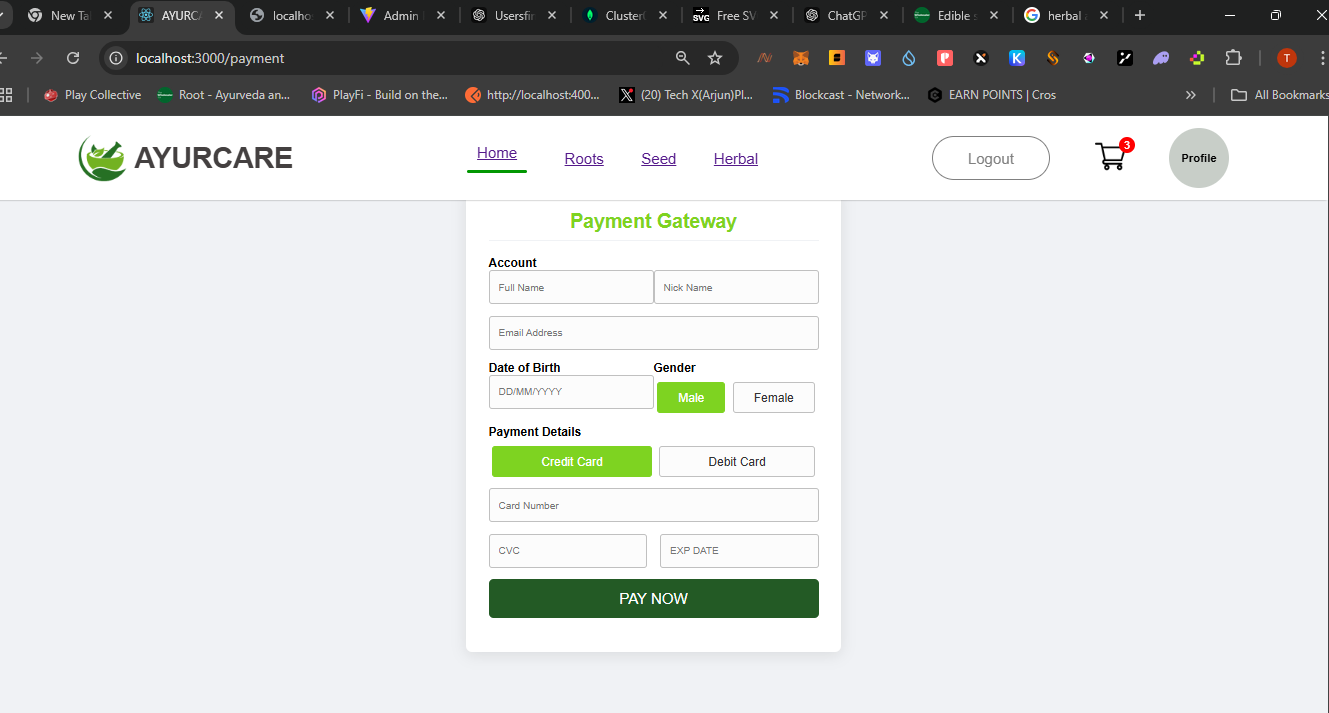 New Ta
AYURCA
localho
Admin
Usersfin
Cluster
SVG
Free SV
ChatGP
Edible s
herbal
localhost:3000/payment
T
Play Collective
Root - Ayurveda an...
PlayFi - Build on the...
http://localhost:400...
(20) Tech X(Arjun)Pl...
Blockcast - Network...
EARN POINTS | Cros
All Bookmarks
AYURCARE
Home
Roots
Seed
Herbal
Logout
3
Profile
Payment Gateway
Account
Full Name
Nick Name
Email Address
Date of Birth
Gender
DD/MM/YYYY
Male
Female
Payment Details
Credit Card
Debit Card
Card Number
CVC
EXP DATE
PAY NOW